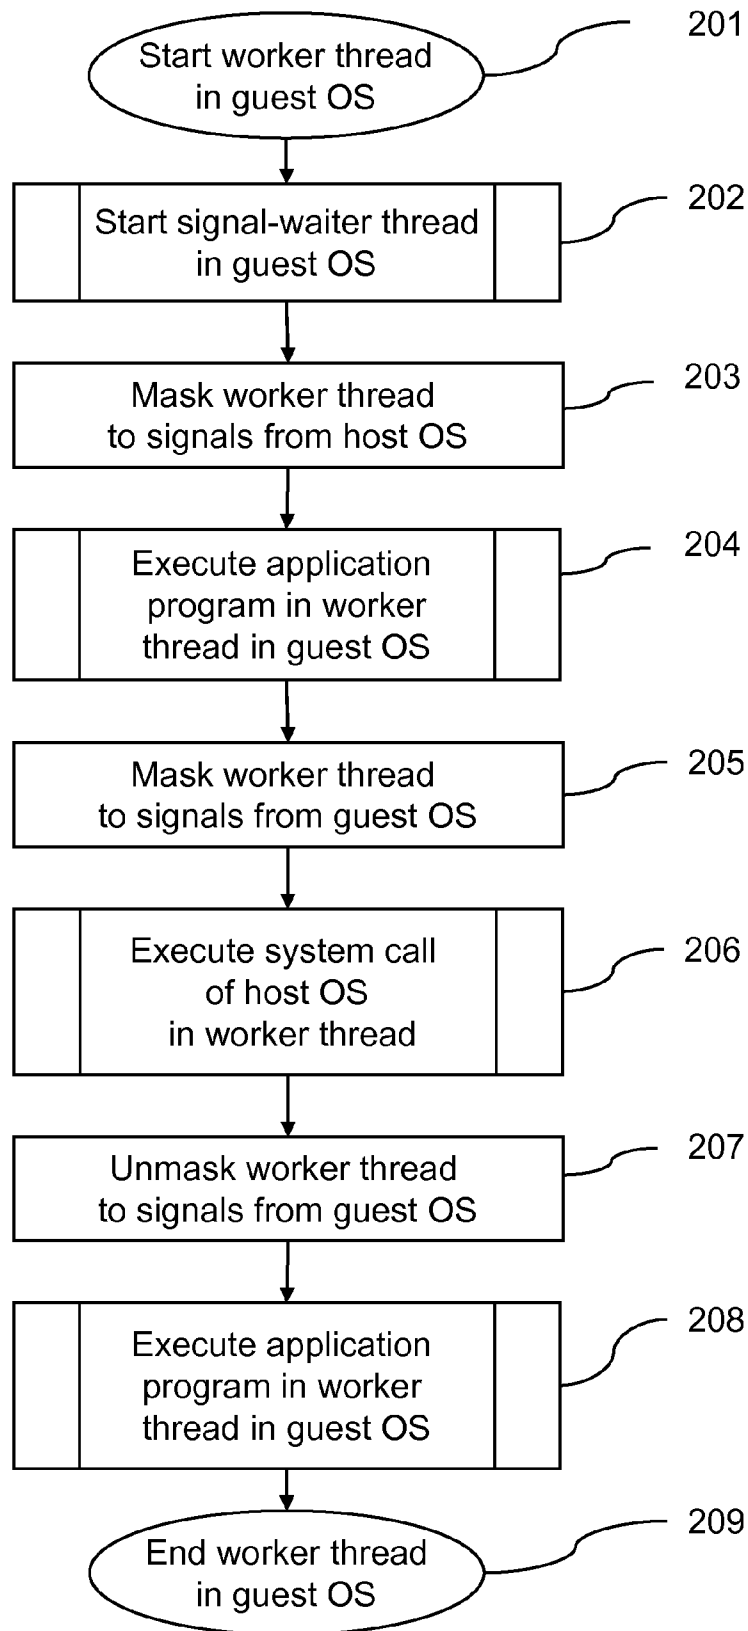 201
Start worker thread
in guest OS
202
Start signal-waiter thread
in guest OS
203
Mask worker thread
to signals from host OS
204
Execute application
program in worker
thread in guest OS
205
Mask worker thread
to signals from guest OS
206
Execute system call
of host OS
in worker thread
207
Unmask worker thread
to signals from guest OS
208
Execute application
program in worker
thread in guest OS
209
End worker thread
in guest OS